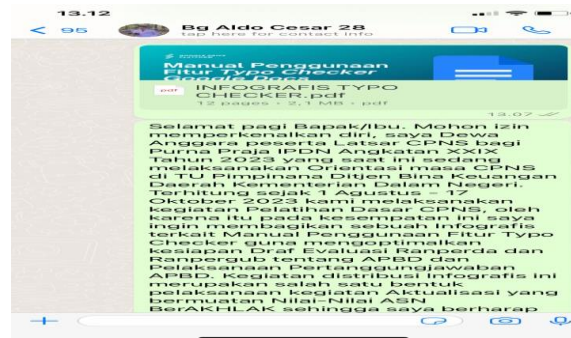 13.12
95
Bg Aldo Cesar 28
tap here for contact info
Manual Penggunaan
Fitur Typo Checker
Google Docs
pdf
INFOGRAFIS TYPO
CHECKER.pdf
12 pages • 2,1 MB • pdf
13.07
Selamat pagi Bapak/Ibu. Mohon izin
memperkenalkan diri, saya Dewa
Anggara peserta Latsar CPNS bagi
Purna Praja IPDN Angkatan XXIX
Tahun 2023 yang saat ini sedang
melaksanakan Orientasi masa CPNS
di TU Pimpinana Ditjen Bina Keuangan
Daerah Kementerian Dalam Negeri.
Terhitung sejak 1 Agustus – 17
Oktober 2023 kami melaksanakan
kegiatan Pelatihan Dasar CPNS, oleh
karena itu pada kesempatan ini saya
ingin membagikan sebuah Infografis
terkait Manual Penggunaan Fitur Typo
Checker guna mengoptimalkan
kesiapan Draf Evaluasi Ranperda dan
Ranpergub tentang APBD dan
Pelaksanaan Pertanggungjawaban
APBD. Kegiatan distribusi Infografis ini
merupakan salah satu bentuk
pelaksanaan kegiatan Aktualisasi yang
bermuatan Nilai-Nilai ASN
BerAKHLAK sehingga saya berharap